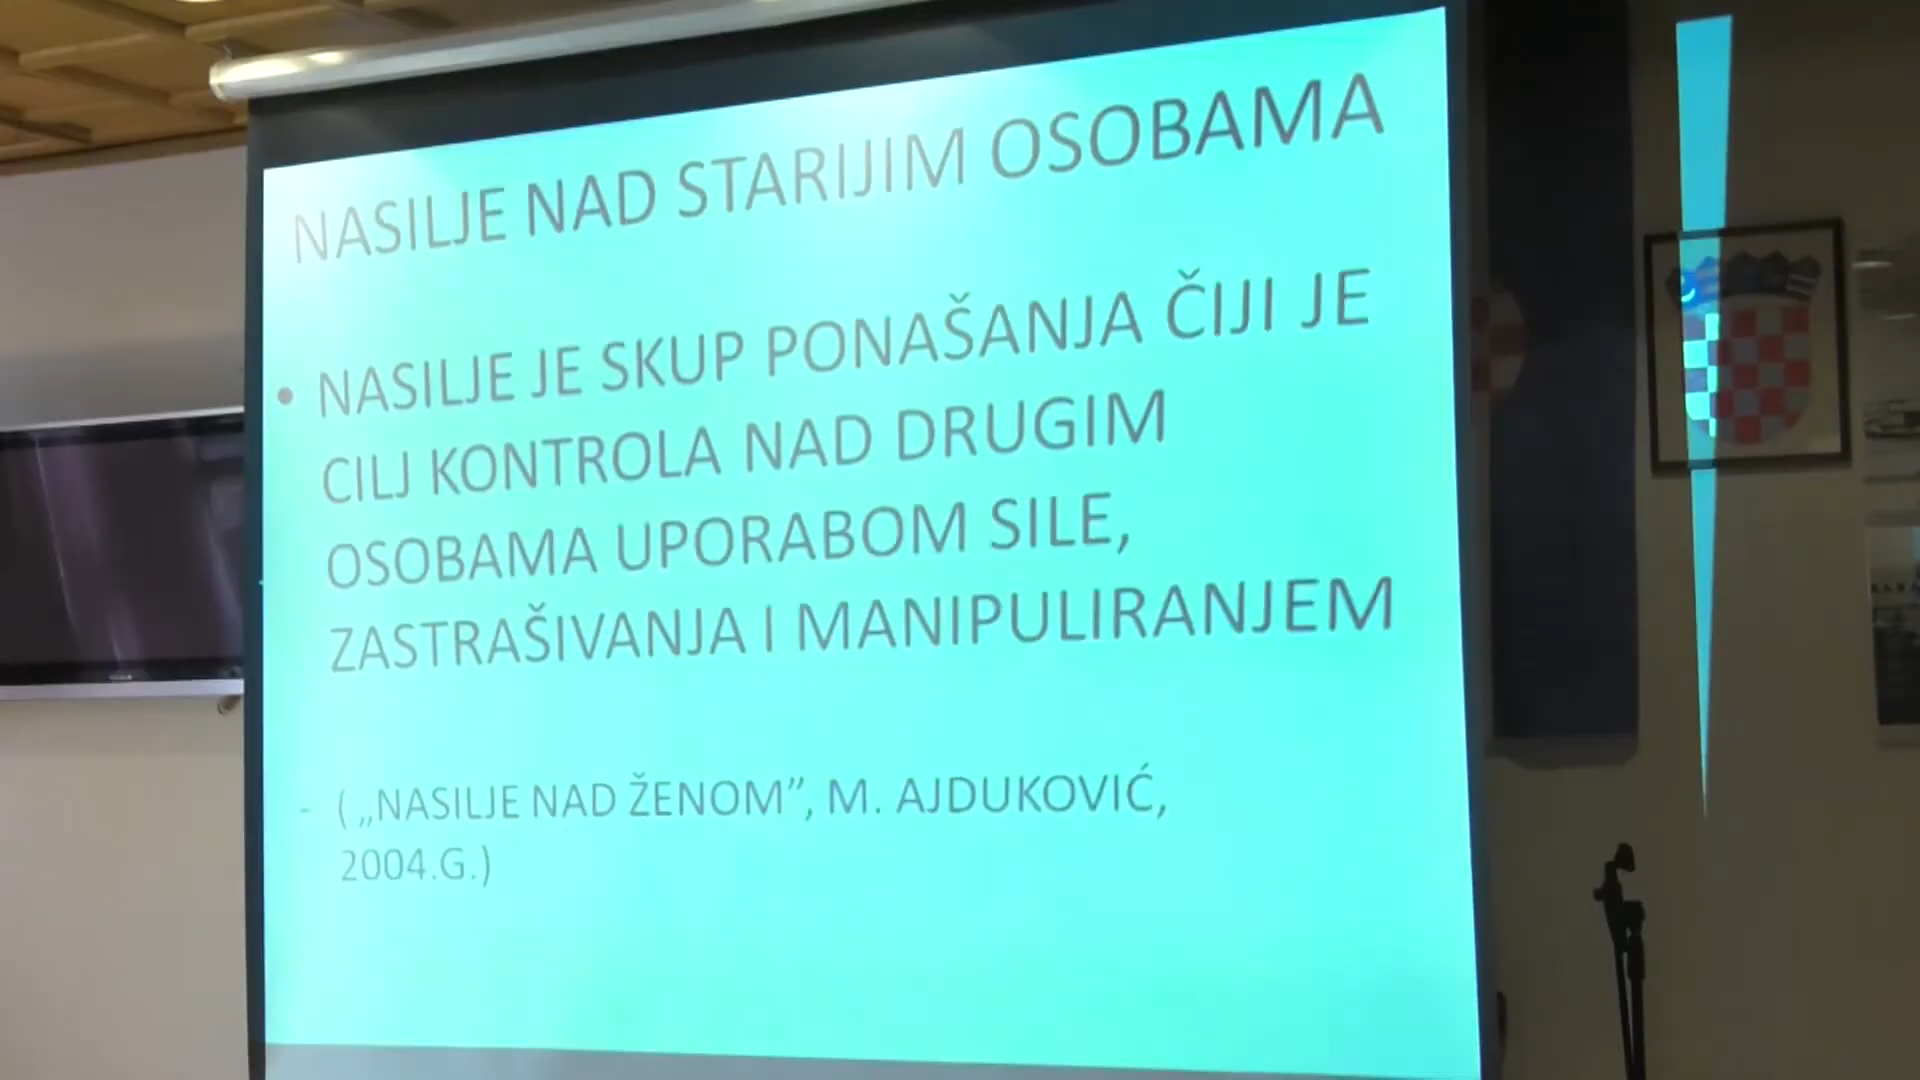 NASILJE NAD STARIJIM OSOBAMA
• NASILJE JE SKUP PONAŠANJA ČIJI JE
CILJ KONTROLA NAD DRUGIM
OSOBAMA UPORABOM SILE,
ZASTRAŠIVANJA I MANIPULIRANJEM
- ( „NASILJE NAD ŽENOM”, M. AJDUKOVIĆ,
2004.G.)